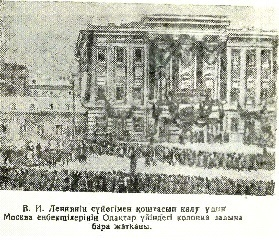 В. И. Лениннің сүйегімен қоштасып қалу үшін
Москва еңбекшілерінің Одақтар үйіндегі колонна залына
бара жатқаны.